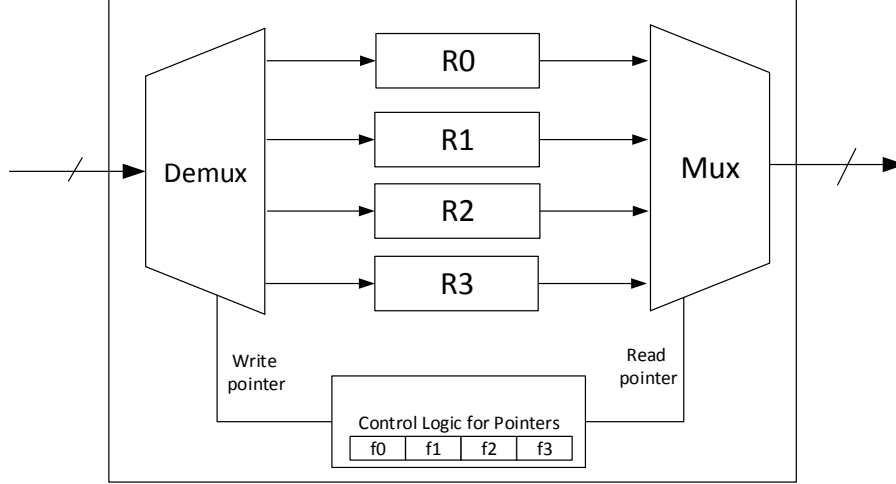 R0
R1
R2
R3
Demux
Mux
Write
pointer
Read
pointer
Control Logic for Pointers
f0 f1 f2 f3